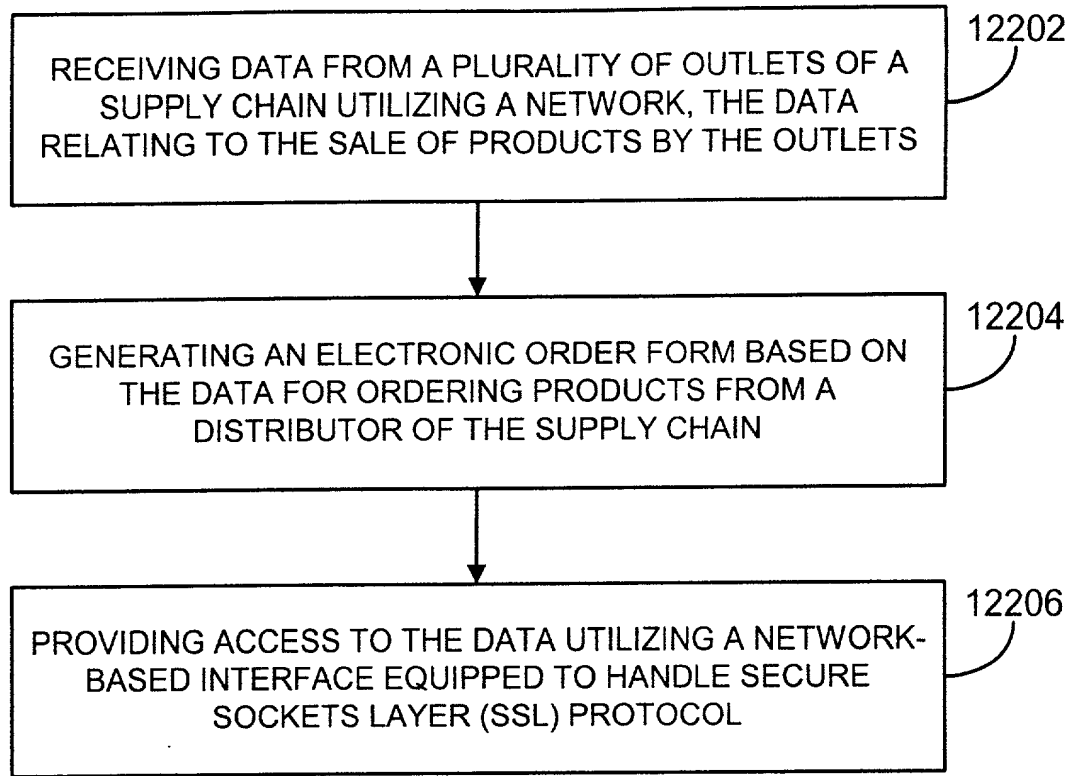 12202
RECEIVING DATA FROM A PLURALITY OF OUTLETS OF A
SUPPLY CHAIN UTILIZING A NETWORK, THE DATA
RELATING TO THE SALE OF PRODUCTS BY THE OUTLETS
12204
GENERATING AN ELECTRONIC ORDER FORM BASED ON
THE DATA FOR ORDERING PRODUCTS FROM A
DISTRIBUTOR OF THE SUPPLY CHAIN
12206
PROVIDING ACCESS TO THE DATA UTILIZING A NETWORK-
BASED INTERFACE EQUIPPED TO HANDLE SECURE
SOCKETS LAYER (SSL) PROTOCOL